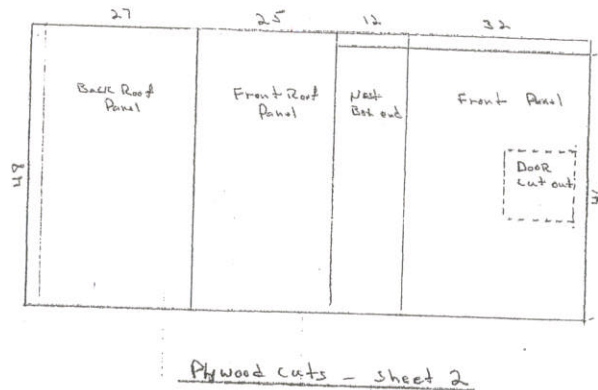 27 25 12 32
Back Roof
Panel
Front Roof
Panel
Nest
Box end
Front Panel
Door
Cut out
48
Plywood cuts - sheet 2